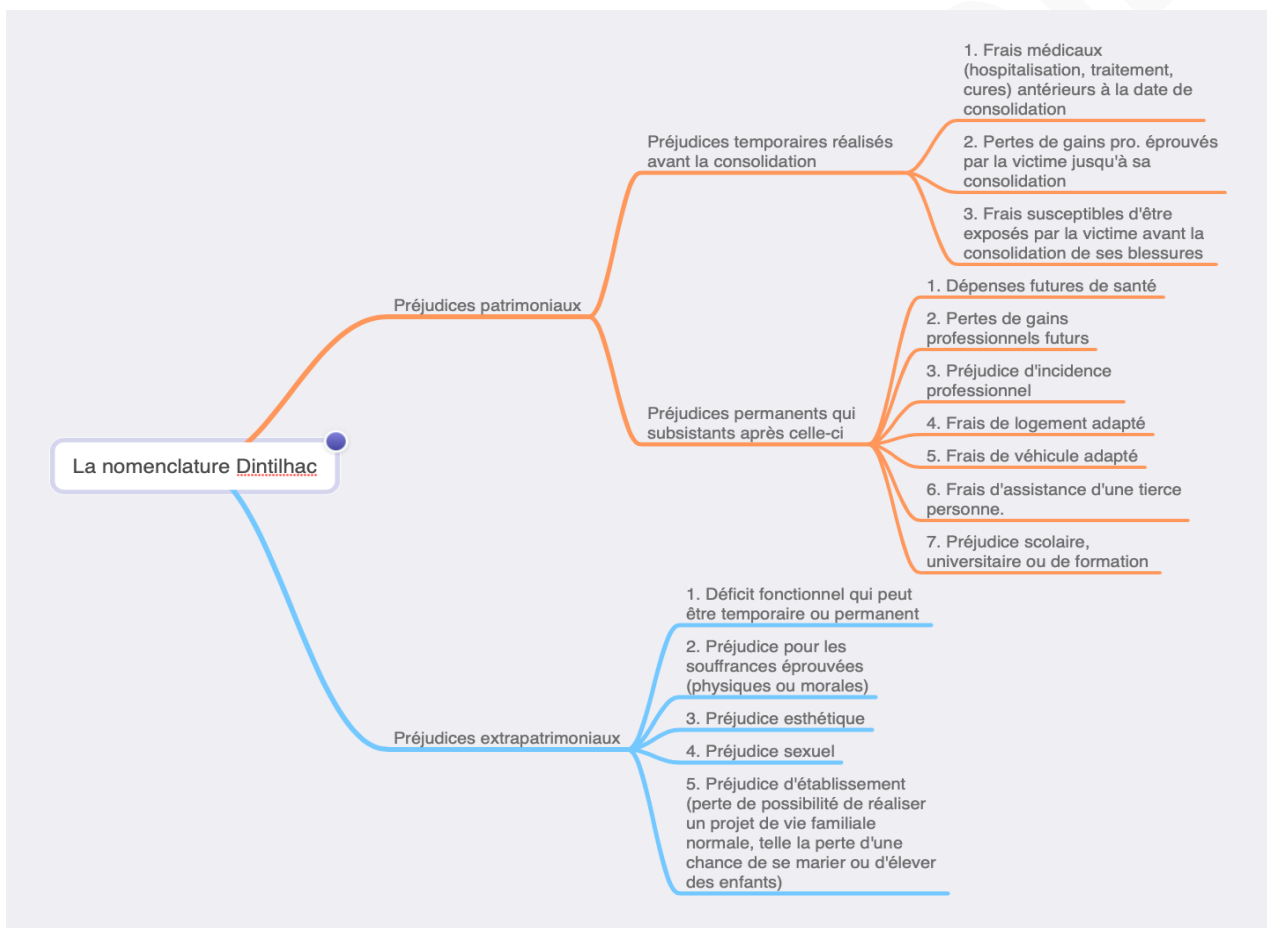 La nomenclature Dintilhac
Préjudices patrimoniaux
Préjudices temporaires réalisés
avant la consolidation
1. Frais médicaux
(hospitalisation, traitement,
cures) antérieurs à la date de
consolidation
2. Pertes de gains pro. éprouvés
par la victime jusqu'à sa
consolidation
3. Frais susceptibles d'être
exposés par la victime avant la
consolidation de ses blessures
Préjudices permanents qui
subsistants après celle-ci
1. Dépenses futures de santé
2. Pertes de gains
professionnels futurs
3. Préjudice d'incidence
professionnel
4. Frais de logement adapté
5. Frais de véhicule adapté
6. Frais d'assistance d'une tierce
personne.
7. Préjudice scolaire,
universitaire ou de formation
Préjudices extrapatrimoniaux
1. Déficit fonctionnel qui peut
être temporaire ou permanent
2. Préjudice pour les
souffrances éprouvées
(physiques ou morales)
3. Préjudice esthétique
4. Préjudice sexuel
5. Préjudice d'établissement
(perte de possibilité de réaliser
un projet de vie familiale
normale, telle la perte d'une
chance de se marier ou d'élever
des enfants)